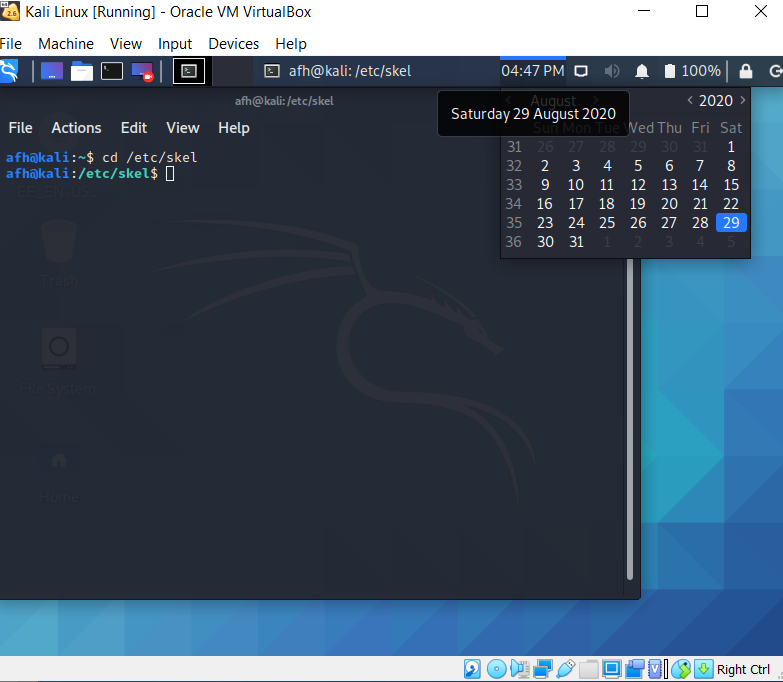 Kali Linux [Running] - Oracle VM VirtualBox
File Machine View Input Devices Help
afh@kali: /etc/skel 04:47 PM 100%
afh@kali: /etc/skel
August 2020
Saturday 29 August 2020
File Actions Edit View Help
Sun Mon Tue Wed Thu Fri Sat
31 26 27 28 29 30 31 1
32 2 3 4 5 6 7 8
33 9 10 11 12 13 14 15
34 16 17 18 19 20 21 22
35 23 24 25 26 27 28 29
36 30 31 1 2 3 4 5
afh@kali:~$ cd /etc/skel
afh@kali:/etc/skel$
Trash
File System
Home
Right Ctrl